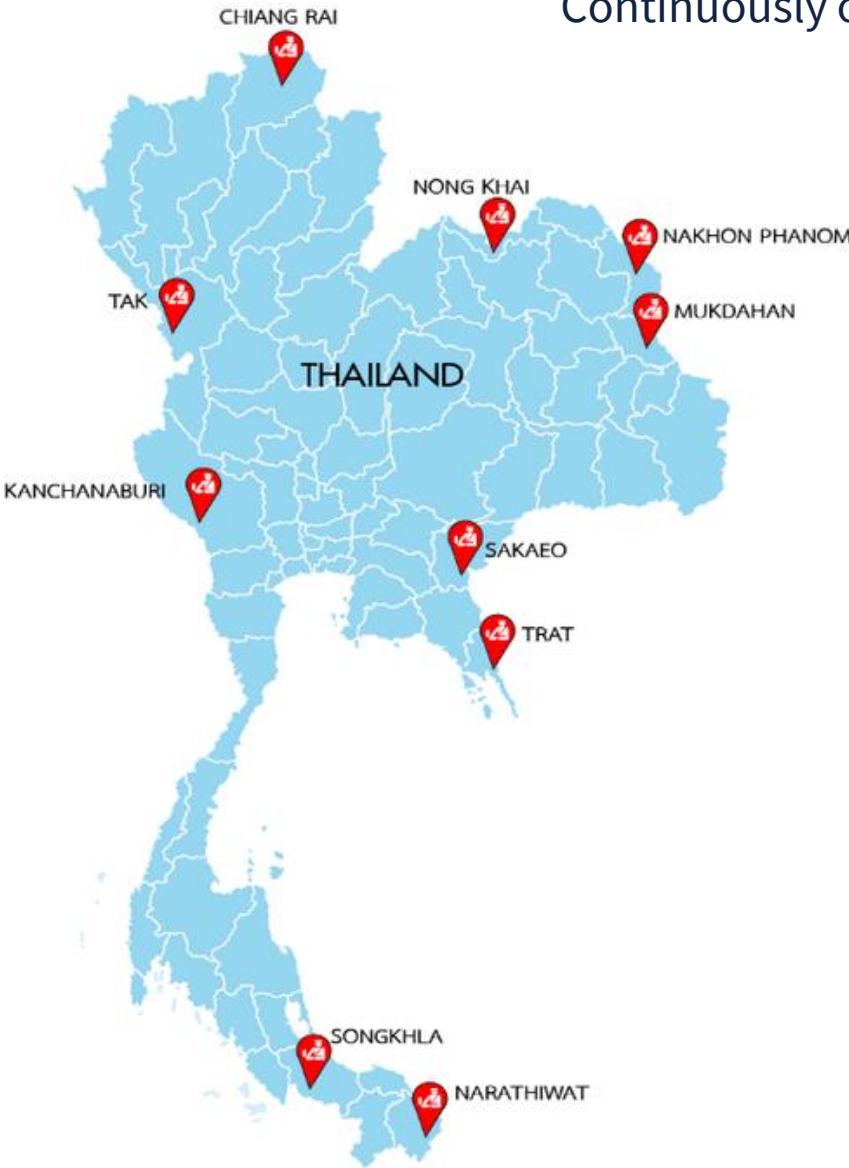 Continuously
CHIANG RAI
NONG KHAI
NAKHON PHANOM
TAK
MUKDAHAN
THAILAND
KANCHANABURI
SAKAEO
TRAT
SONGKHLA
NARATHIWAT